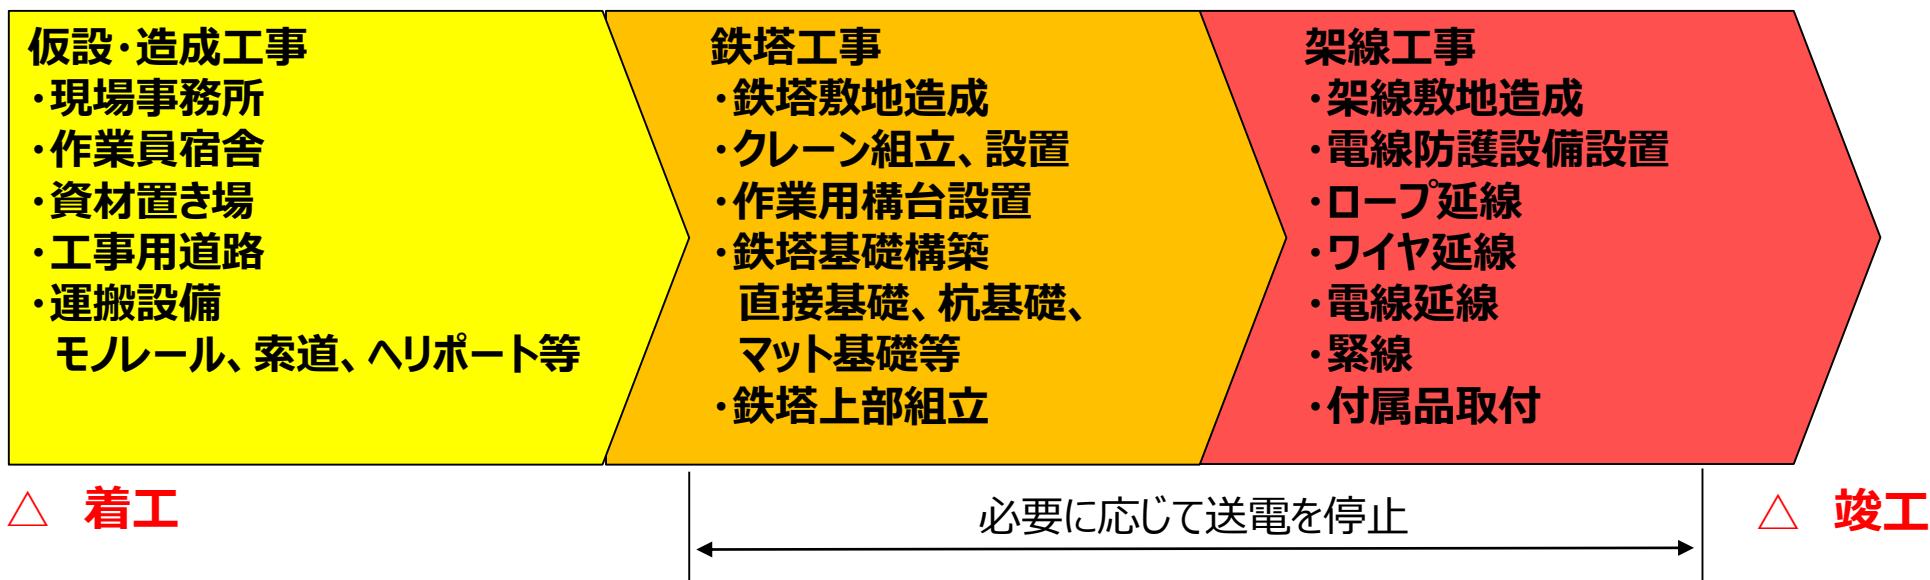 仮設・造成工事
・現場事務所
・作業員宿舎
・資材置き場
・工事用道路
・運搬設備
モノレール、索道、ヘリポート等
鉄塔工事
・鉄塔敷地造成
・クレーン組立、設置
・作業用構台設置
・鉄塔基礎構築
直接基礎、杭基礎、
マット基礎等
・鉄塔上部組立
架線工事
・架線敷地造成
・電線防護設備設置
・ロープ延線
・ワイヤ延線
・電線延線
・緊線
・付属品取付
△ 着工
必要に応じて送電を停止
△ 竣工